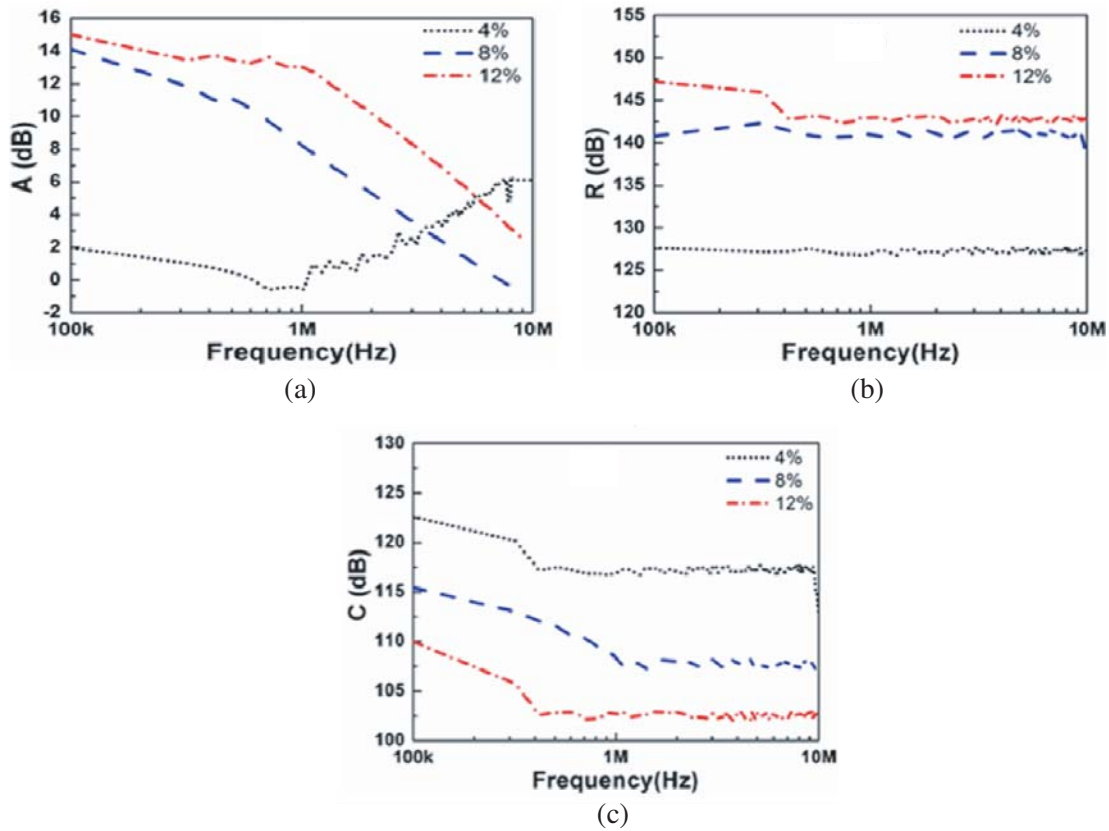 16
14
12
10
8
6
4
2
0
-2
A (dB)
4%
8%
12%
100k 1M 10M
Frequency(Hz)
(a)
155
150
145
140
135
130
125
120
R (dB)
4%
8%
12%
100k 1M 10M
Frequency(Hz)
(b)
130
125
120
115
110
105
100
C (dB)
4%
8%
12%
100k 1M 10M
Frequency(Hz)
(c)